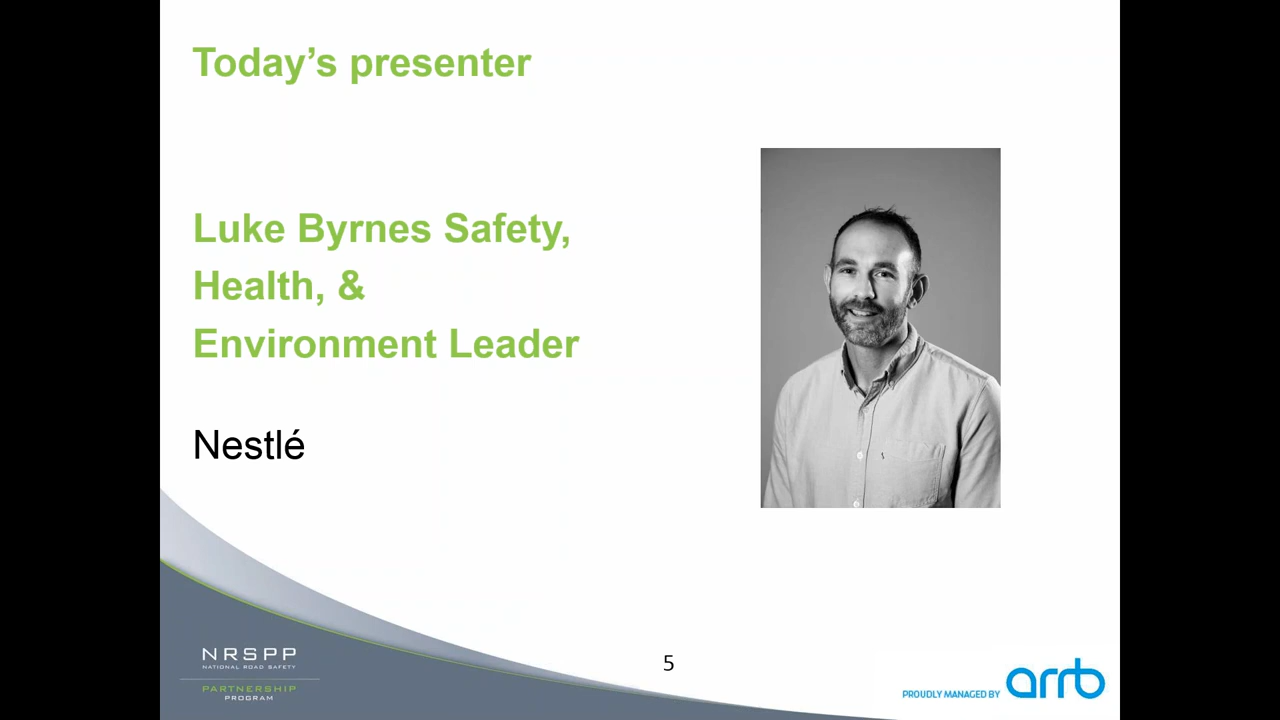 Today's presenter
Luke Byrnes Safety,
Health, &
Environment Leader
Nestlé
NRSPP
NATIONAL ROAD SAFETY
PARTNERSHIP
PROGRAM
5
PROUDLY MANAGED BY arrb